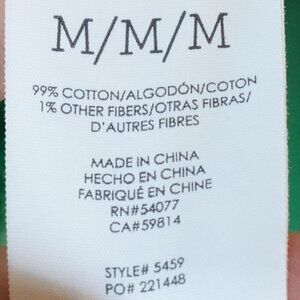 M/M/M
99% COTTON/ALGODÓN/COTON
1% OTHER FIBERS/OTRAS FIBRAS/
D'AUTRES FIBRES
MADE IN CHINA
HECHO EN CHINA
FABRIQUÉ EN CHINE
RN#54077
CA#59814
STYLE# 5459
PO# 221448